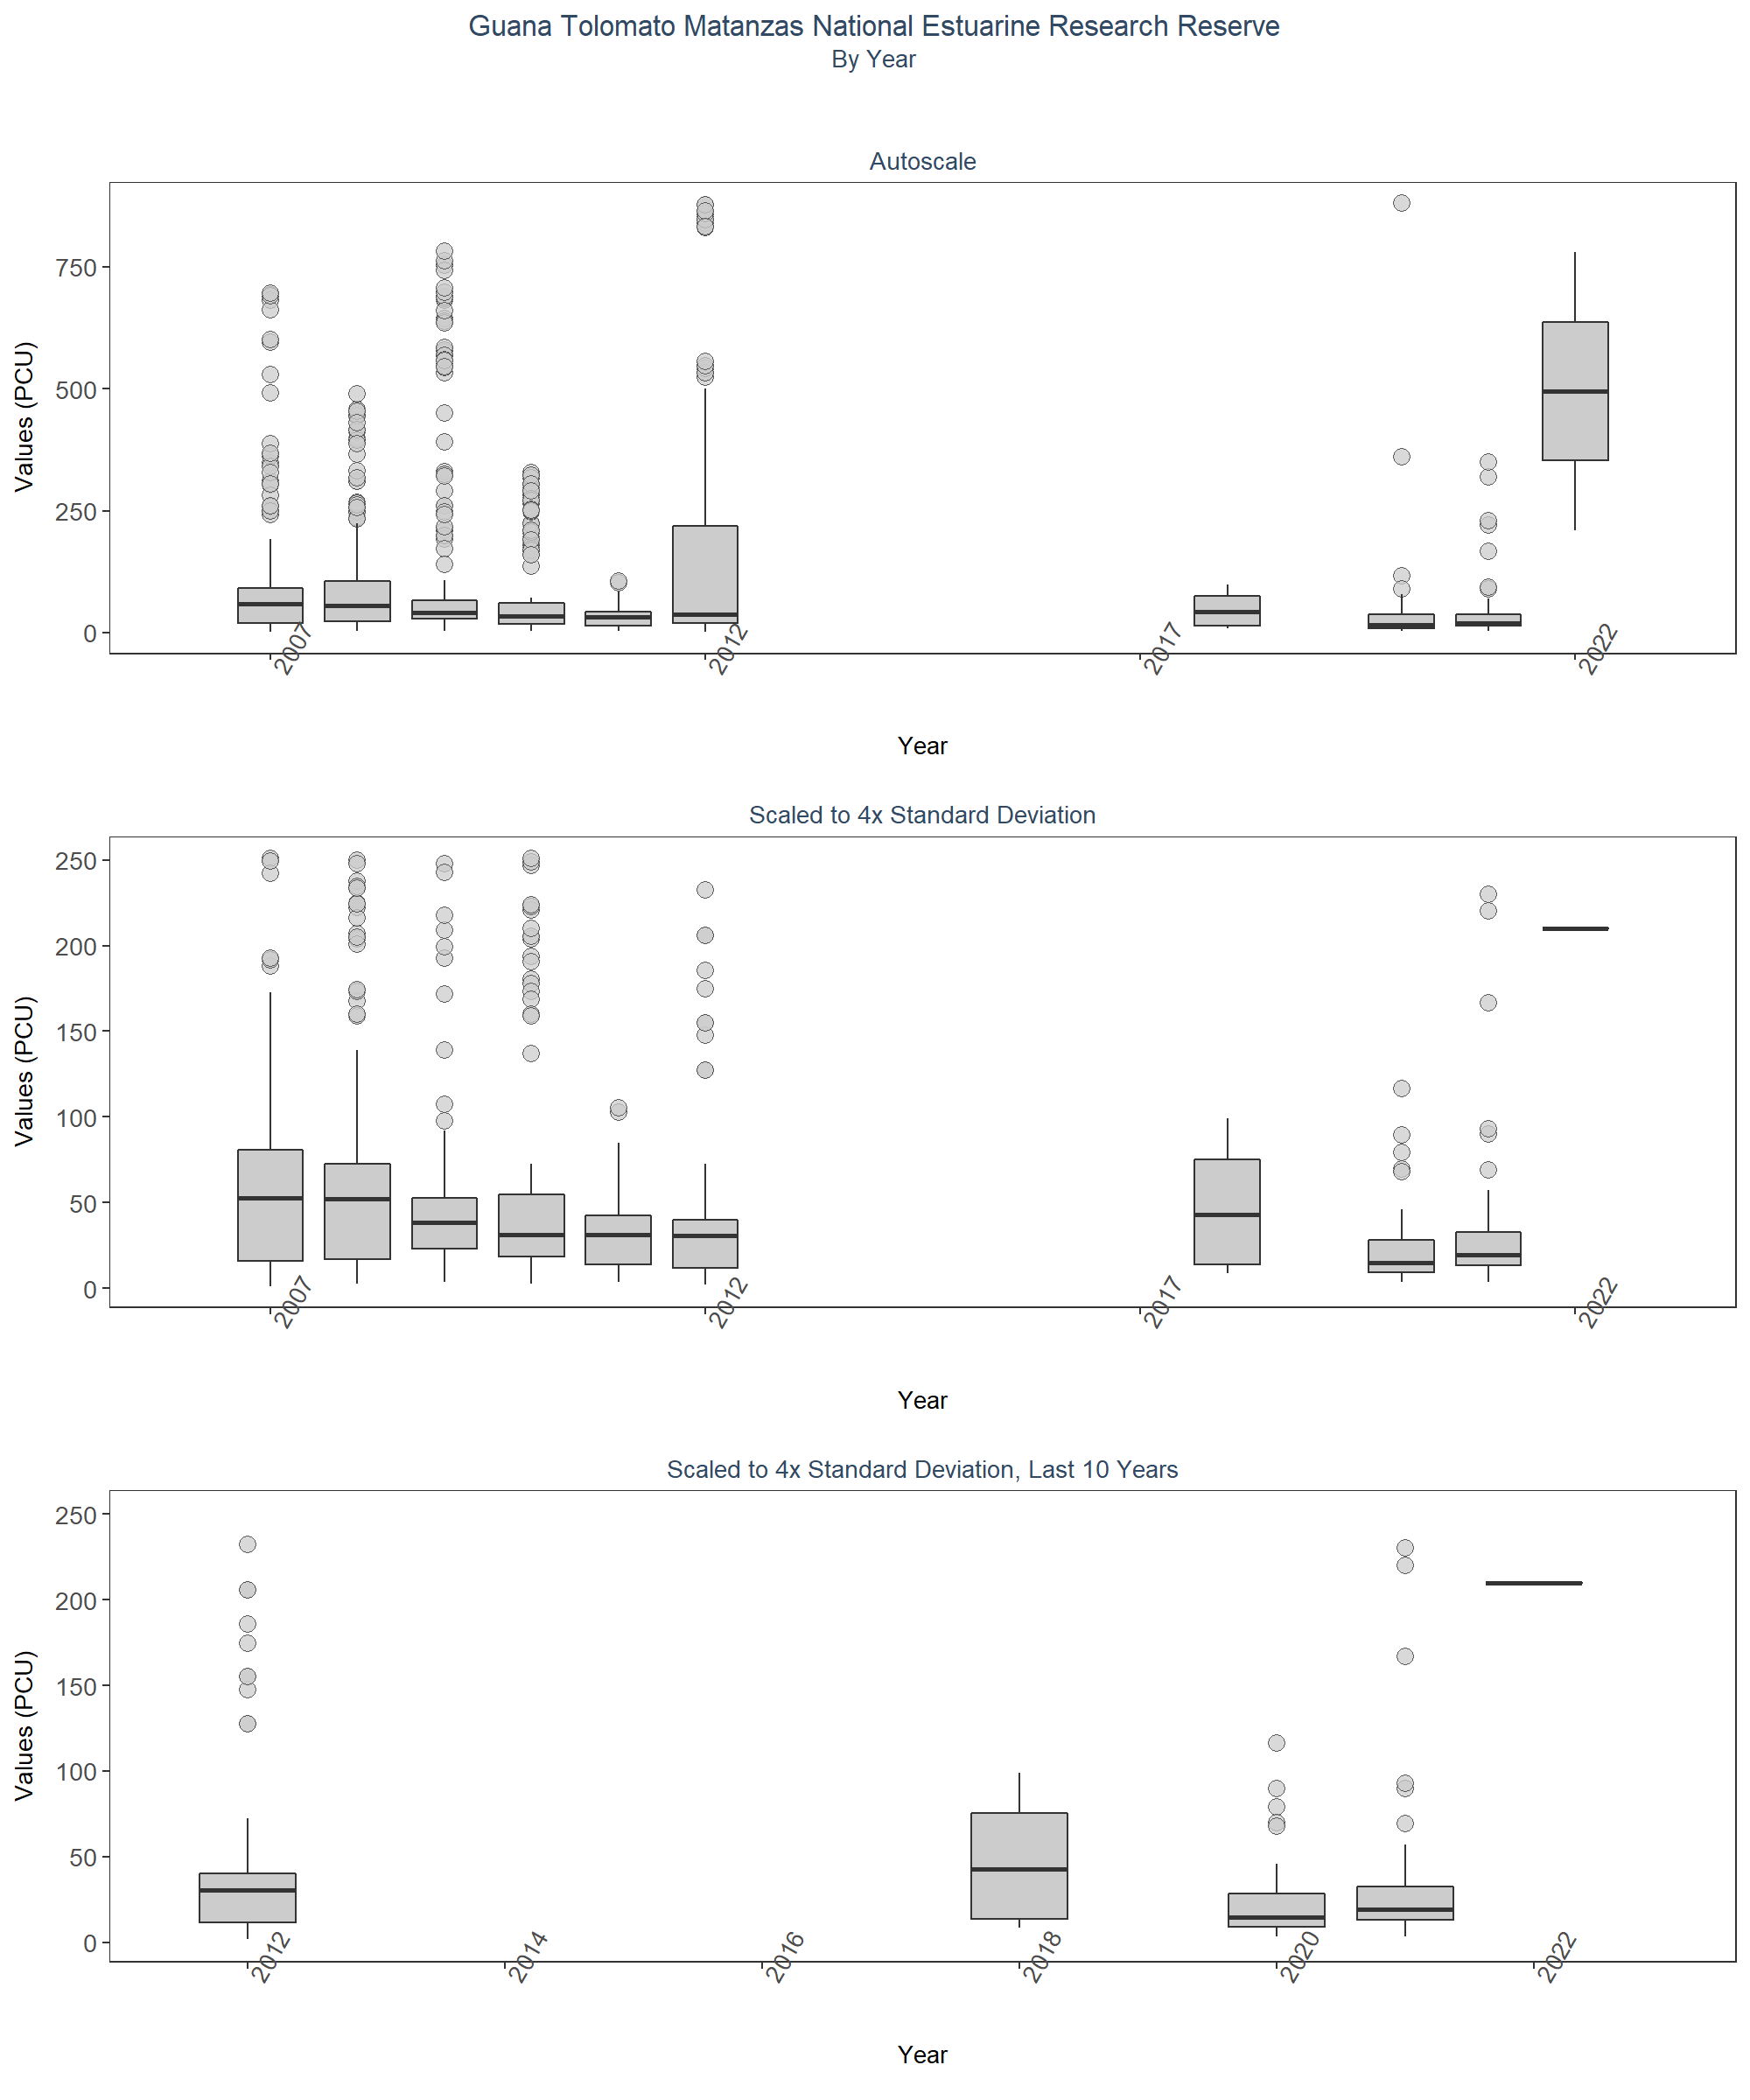 Guana Tolomato Matanzas National Estuarine Research Reserve
By Year
Autoscale
Values (PCU)
750
500
250
0
2007
2012
2017
2022
Year
Scaled to 4x Standard Deviation
Values (PCU)
250
200
150
100
50
0
2007
2012
2017
2022
Year
Scaled to 4x Standard Deviation, Last 10 Years
Values (PCU)
250
200
150
100
50
0
2012
2014
2016
2018
2020
2022
Year